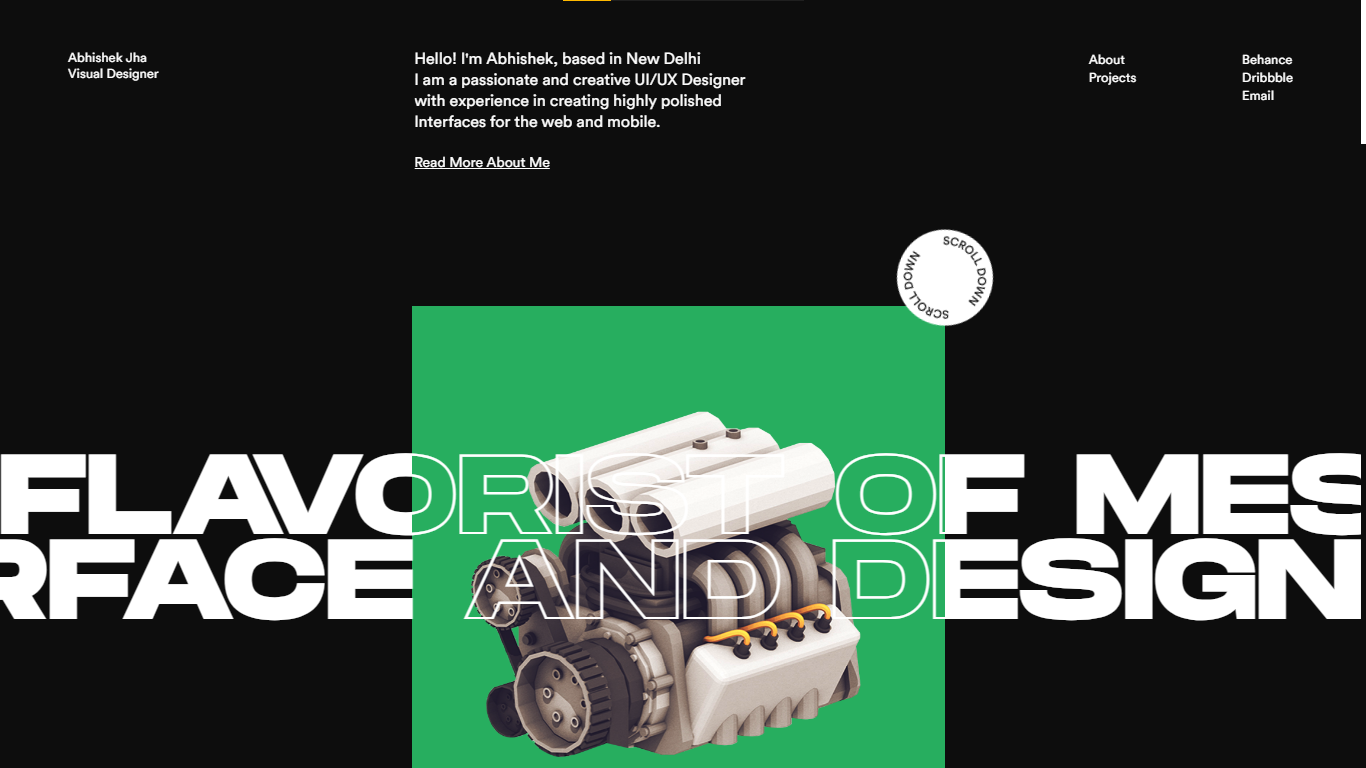 Abhishek Jha
Visual Designer
Hello! I'm Abhishek, based in New Delhi
I am a passionate and creative UI/UX Designer
with experience in creating highly polished
Interfaces for the web and mobile.
Read More About Me
About
Projects
Behance
Dribbble
Email
SCROLL DOWN
SCROLL DOWN
FLAVORIST OF MES
RFACE AND DESIGN